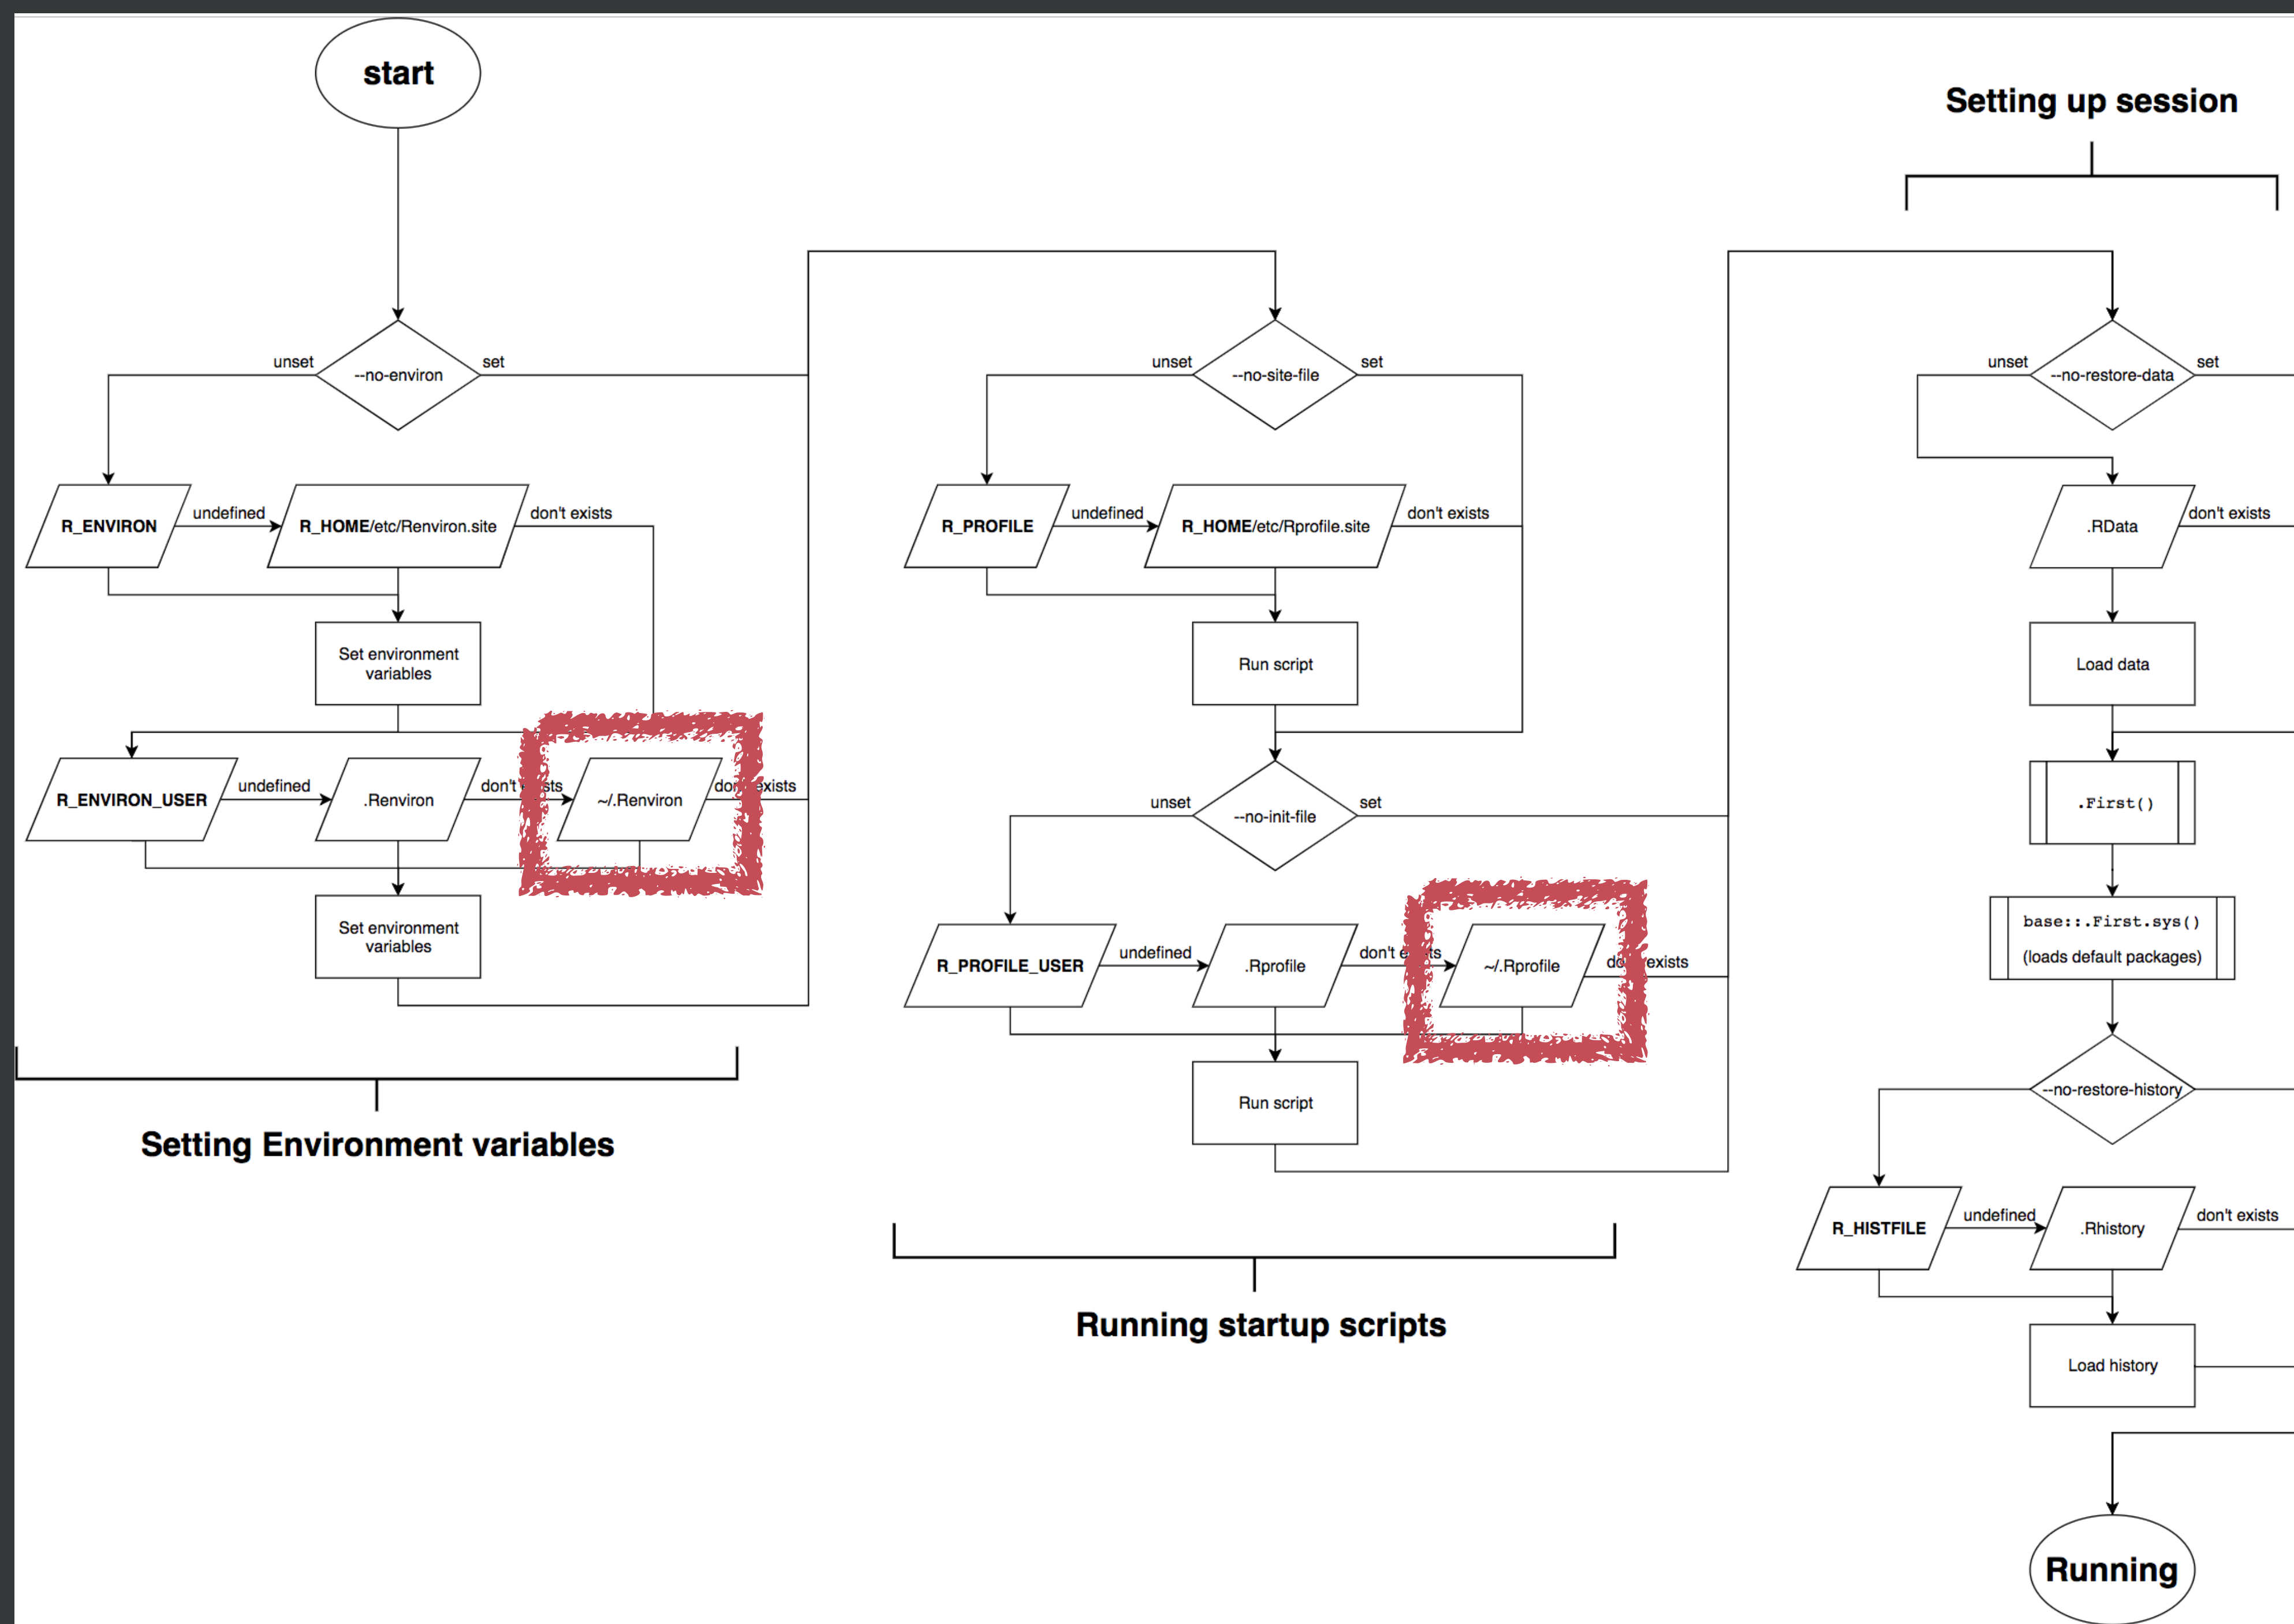 start
--no-environ
unset
set
R_ENVIRON
undefined
R_HOME/etc/Renviron.site
don't exists
Set environment
variables
R_ENVIRON_USER
undefined
.Renviron
don't
~/.Renviron
exists
Set environment
variables
Setting Environment variables
--no-site-file
unset
set
R_PROFILE
undefined
R_HOME/etc/Rprofile.site
don't exists
Run script
--no-init-file
unset
set
R_PROFILE_USER
undefined
.Rprofile
don't
~/.Rprofile
exists
Run script
Running startup scripts
Setting up session
--no-restore-data
unset
set
.RData
don't exists
Load data
.First()
base::.First.sys()
(loads default packages)
--no-restore-history
R_HISTFILE
undefined
.Rhistory
don't exists
Load history
Running